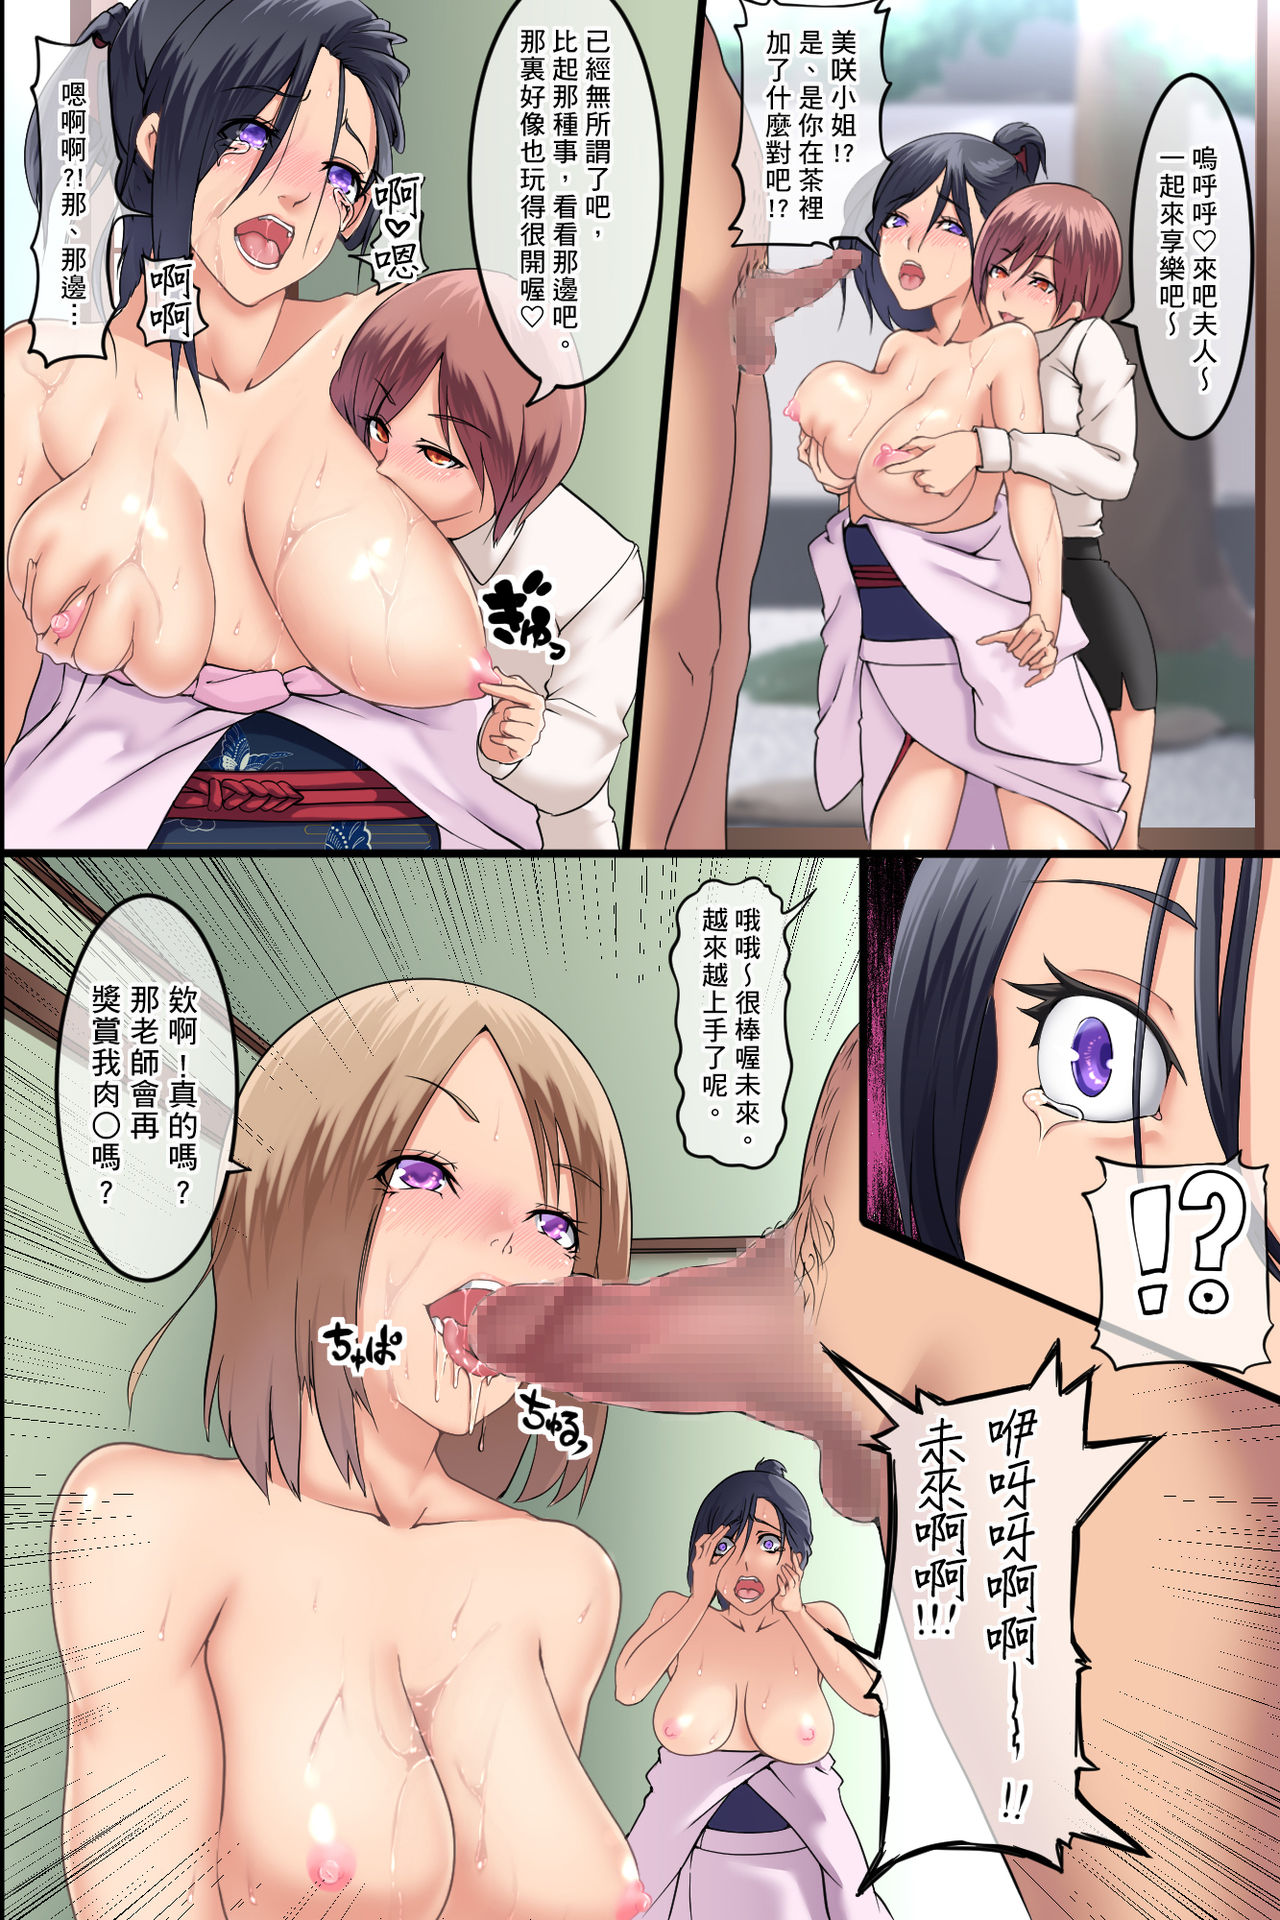 嗚呼呼♡來吧夫人～
一起來享樂吧～
美咲小姐!?
是、是你在茶裡
加了什麼對吧!?
已經無所謂了吧，
比起那種事，看看那邊吧。
那裏好像也玩得很開喔♡
啊♡嗯
啊啊
嗯啊啊?!那、那邊…
ぎゅっ
!?
哦哦～很棒喔未來。
越來越上手了呢。
欸啊！真的嗎？
那老師會再
獎賞我肉〇嗎？
ちゅぱ
ちゅるっ
咿呀呀啊啊～～!!
未來啊啊!!!